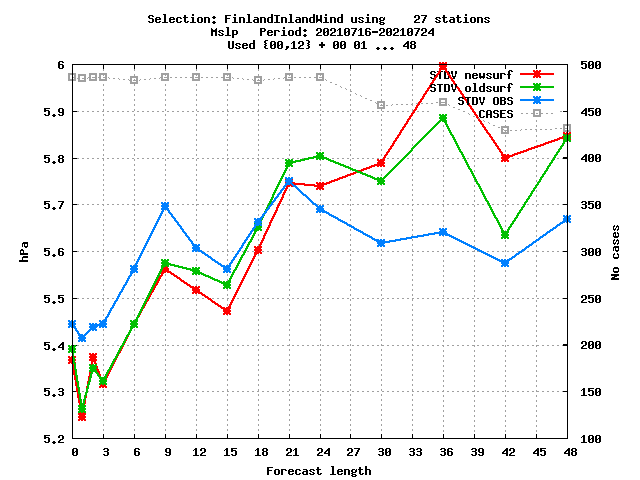 Selection: FinlandInlandWind using    27 stations
Mslp   Period: 20210716-20210724
Used {00,12} + 00 01 ... 48
6
5.9
5.8
5.7
5.6
5.5
5.4
5.3
5.2
hPa
500
450
400
350
300
250
200
150
100
No cases
STDV newsurf
STDV oldsurf
STDV OBS
CASES
0 3 6 9 12 15 18 21 24 27 30 33 36 39 42 45 48
Forecast length